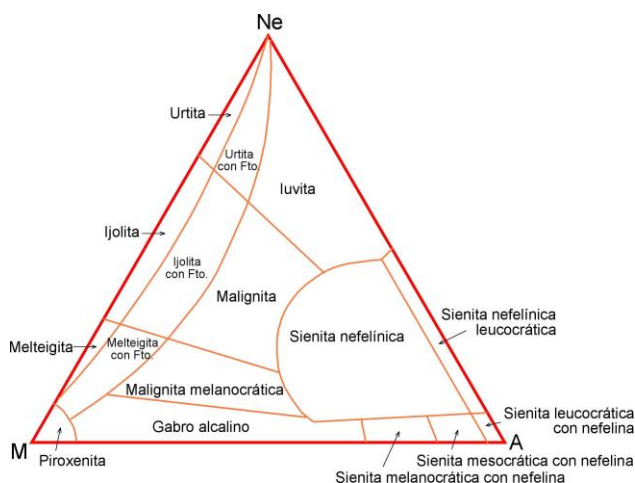 Ne
Urtita
Urtita
con Fto.
Iuvita
Ijolita
Ijolita
con Fto.
Malignita
Sienita nefelínica
leucocrática
Sienita nefelínica
Melteigita
Melteigita
con Fto.
Malignita melanocrática
Sienita leucocrática
con nefelina
Gabro alcalino
M
A
Piroxenita
Sienita mesocrática con nefelina
Sienita melanocrática con nefelina